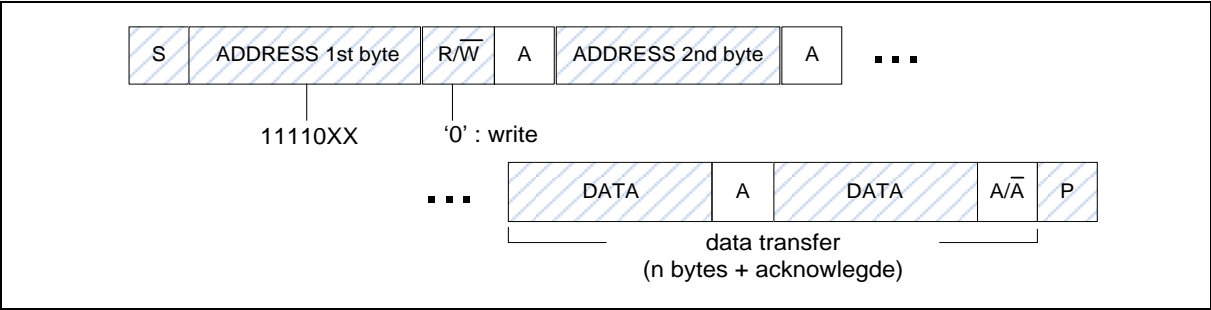 S ADDRESS 1st byte R/W̅ A ADDRESS 2nd byte A ...
11110XX ‘0’ : write
... DATA A DATA A/A̅ P
data transfer
(n bytes + acknowlegde)